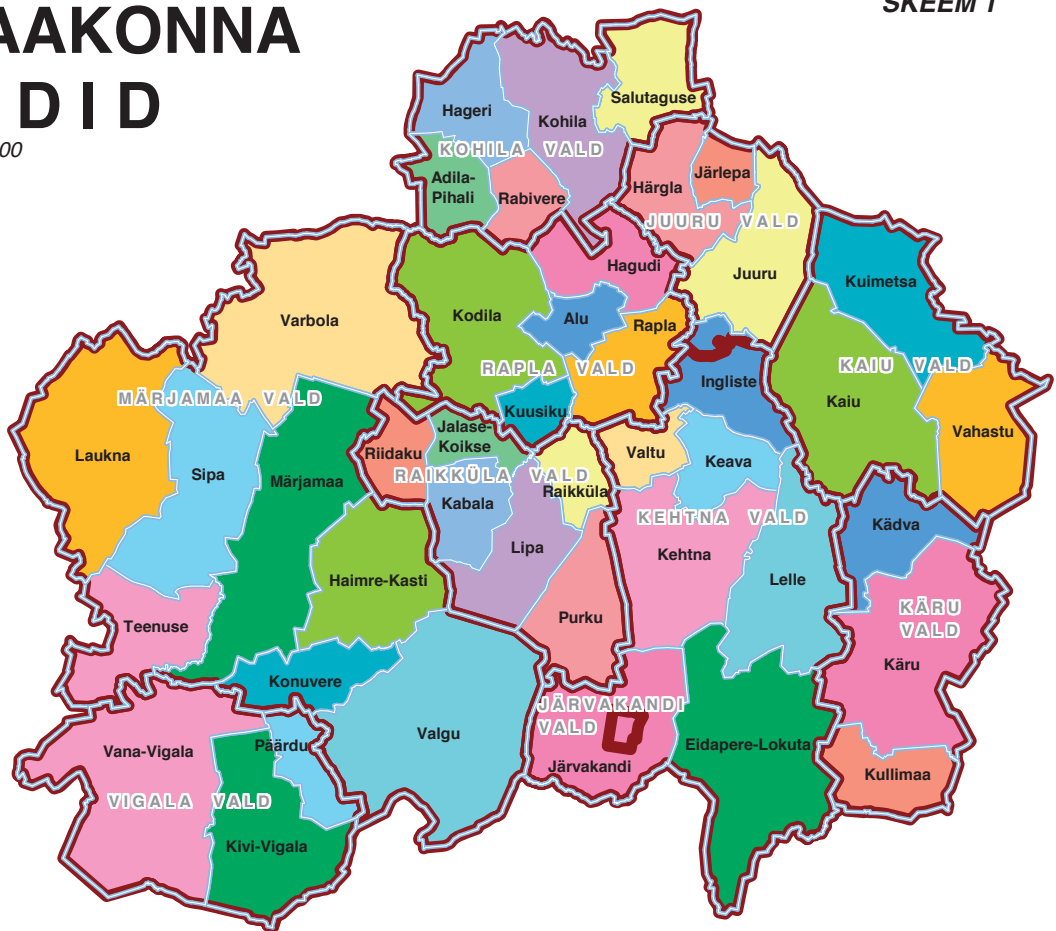 AAKONNA
SKEEM 1
DID
00
Salutaguse
Hageri
Kohila
KOHILA VALD
Adila-
Pihali
Rabivere
Härgla
Järlepa
JUURU VALD
Juuru
Hagudi
Kuimetsa
Varbola
Kodila
Alu
Rapla
RAPLA VALD
Ingliste
KAIU VALD
Kaiu
Vahastu
MÄRJAMAA VALD
Kuusiku
Laukna
Sipa
Märjamaa
Riidaku
Jalase-
Koikse
RAIKKÜLA VALD
Kabala
Raikküla
Valtu
Keava
KEHTNA VALD
Kädva
Lipa
Kehtna
Lelle
Haimre-Kasti
Teenuse
Purku
KÄRU
VALD
Käru
Konuvere
JÄRVAKANDI
VALD
Järvakandi
Valgu
Eidapere-Lokuta
Kullimaa
Vana-Vigala
Päärdu
VIGALA VALD
Kivi-Vigala